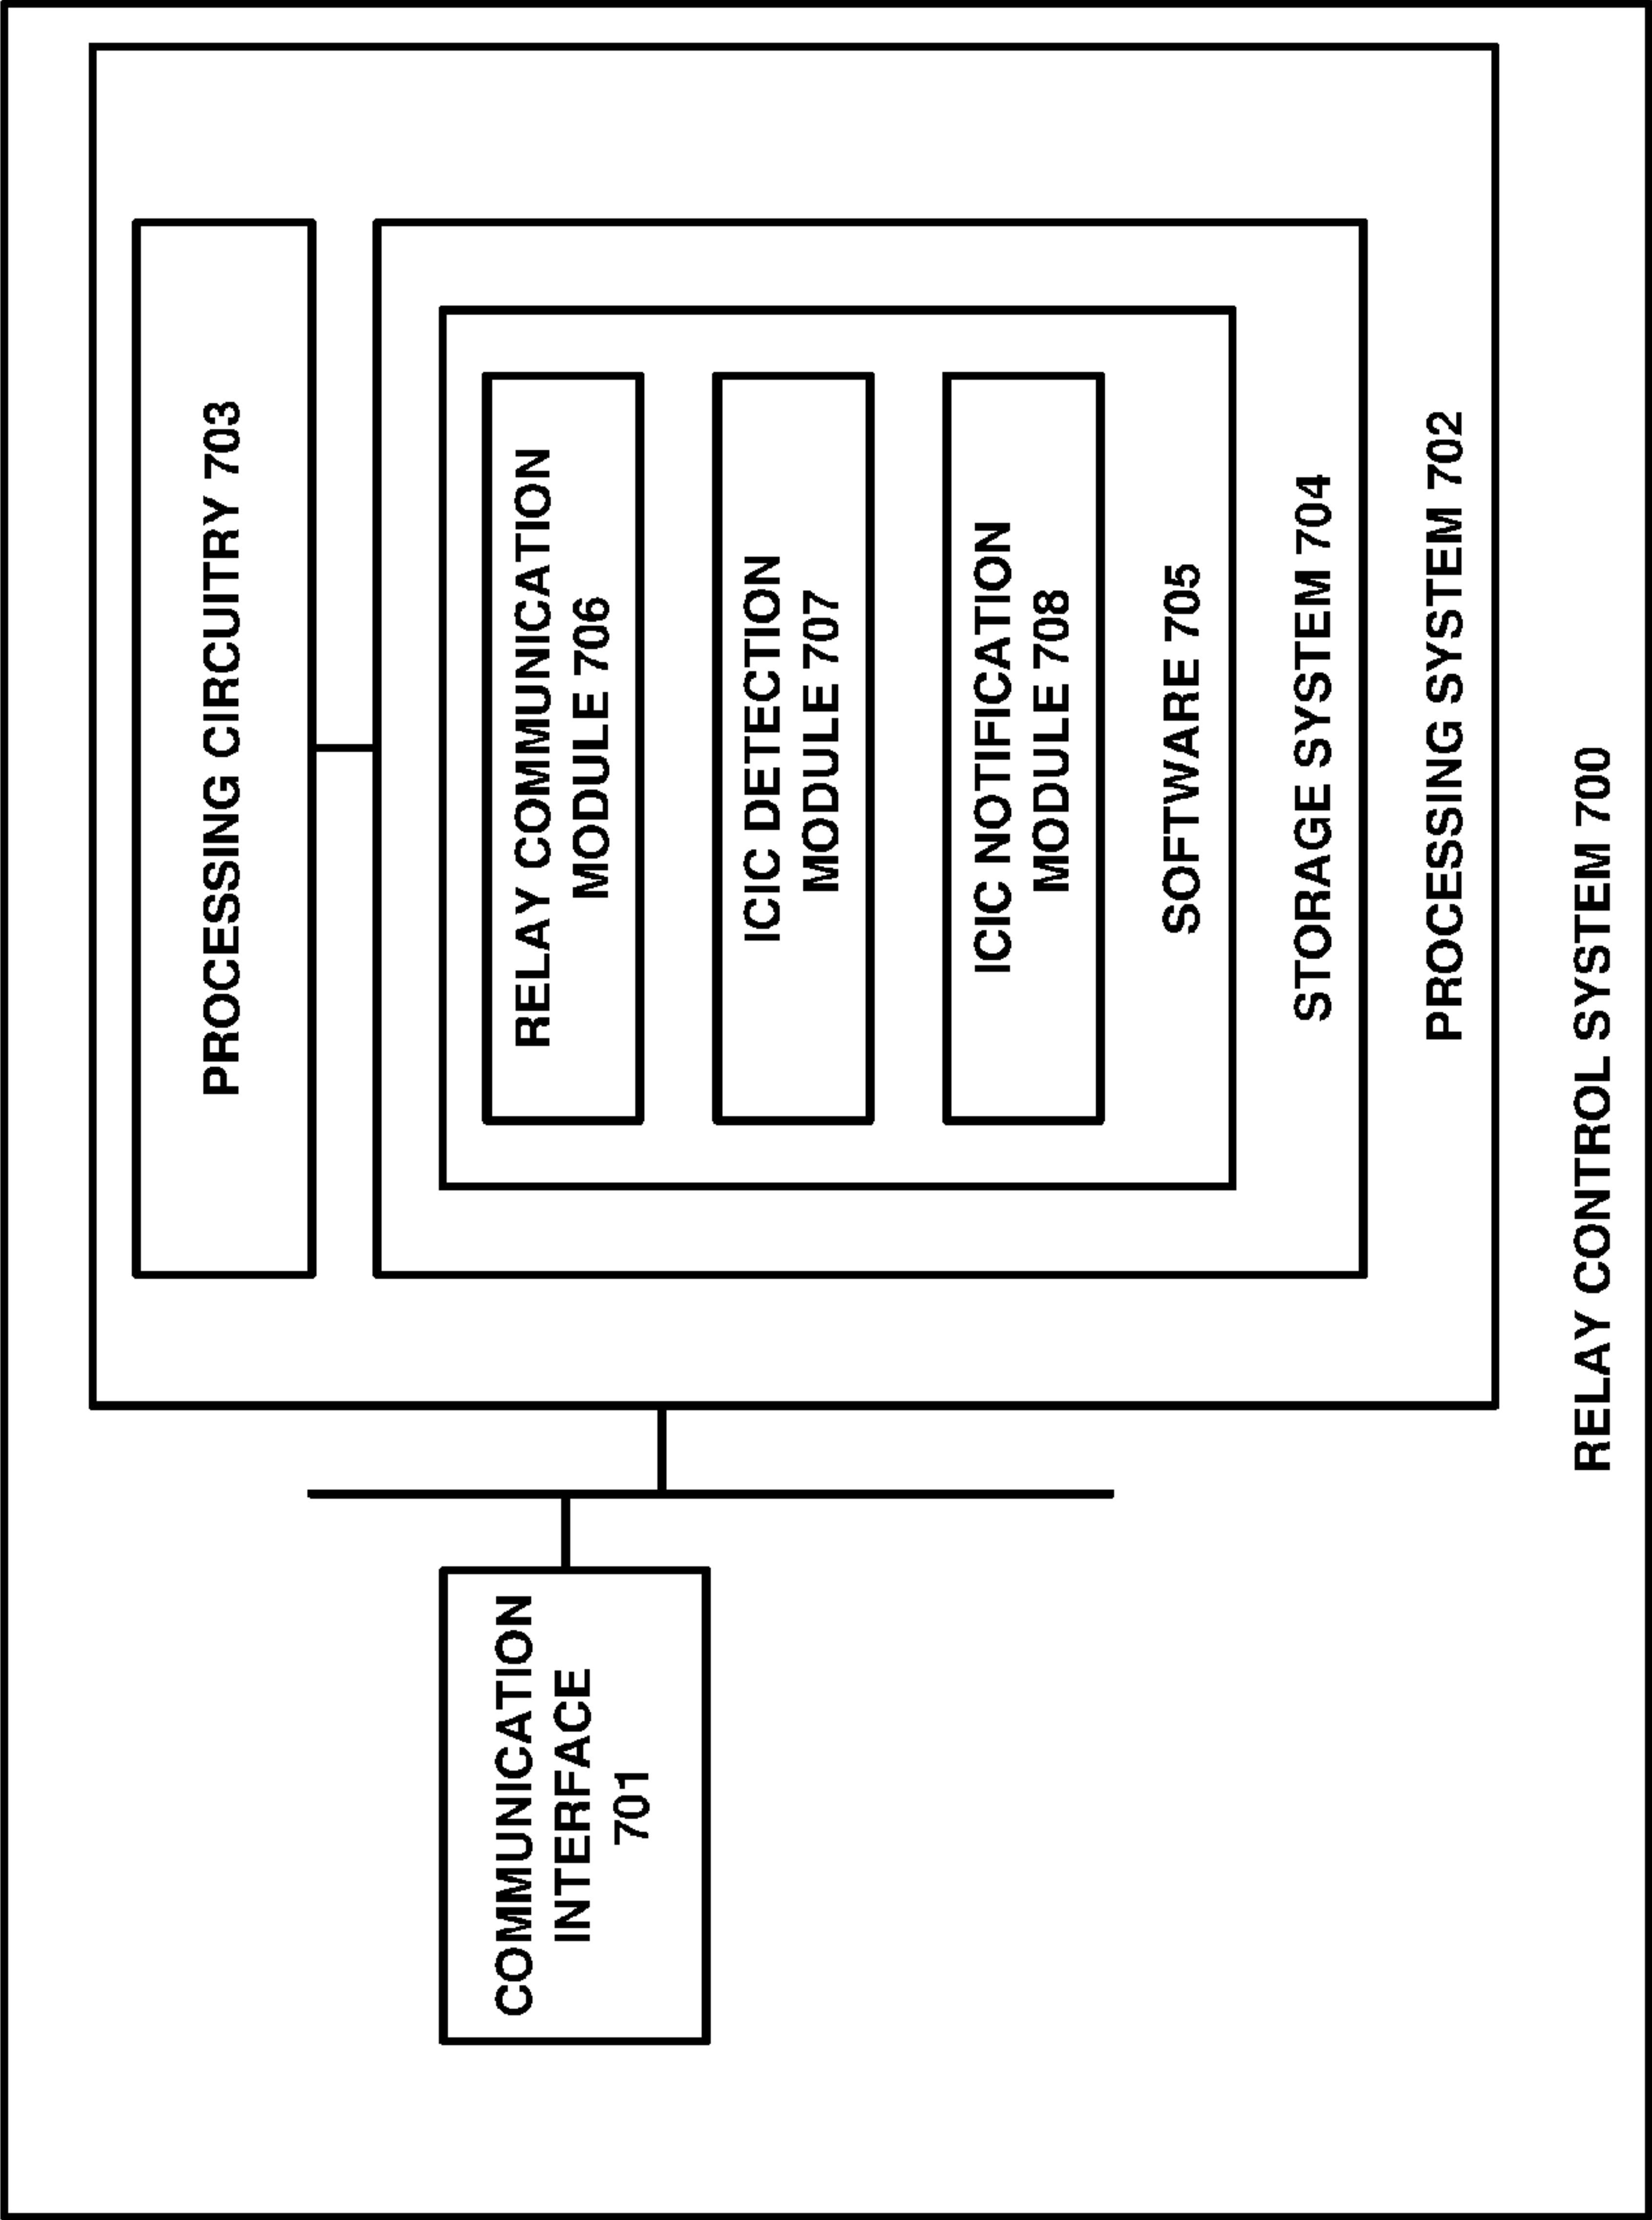 PROCESSING CIRCUITRY 703
RELAY COMMUNICATION
MODULE 706
ICIC DETECTION
MODULE 707
ICIC NOTIFICATION
MODULE 708
SOFTWARE 705
STORAGE SYSTEM 704
PROCESSING SYSTEM 702
COMMUNICATION
INTERFACE
701
RELAY CONTROL SYSTEM 700